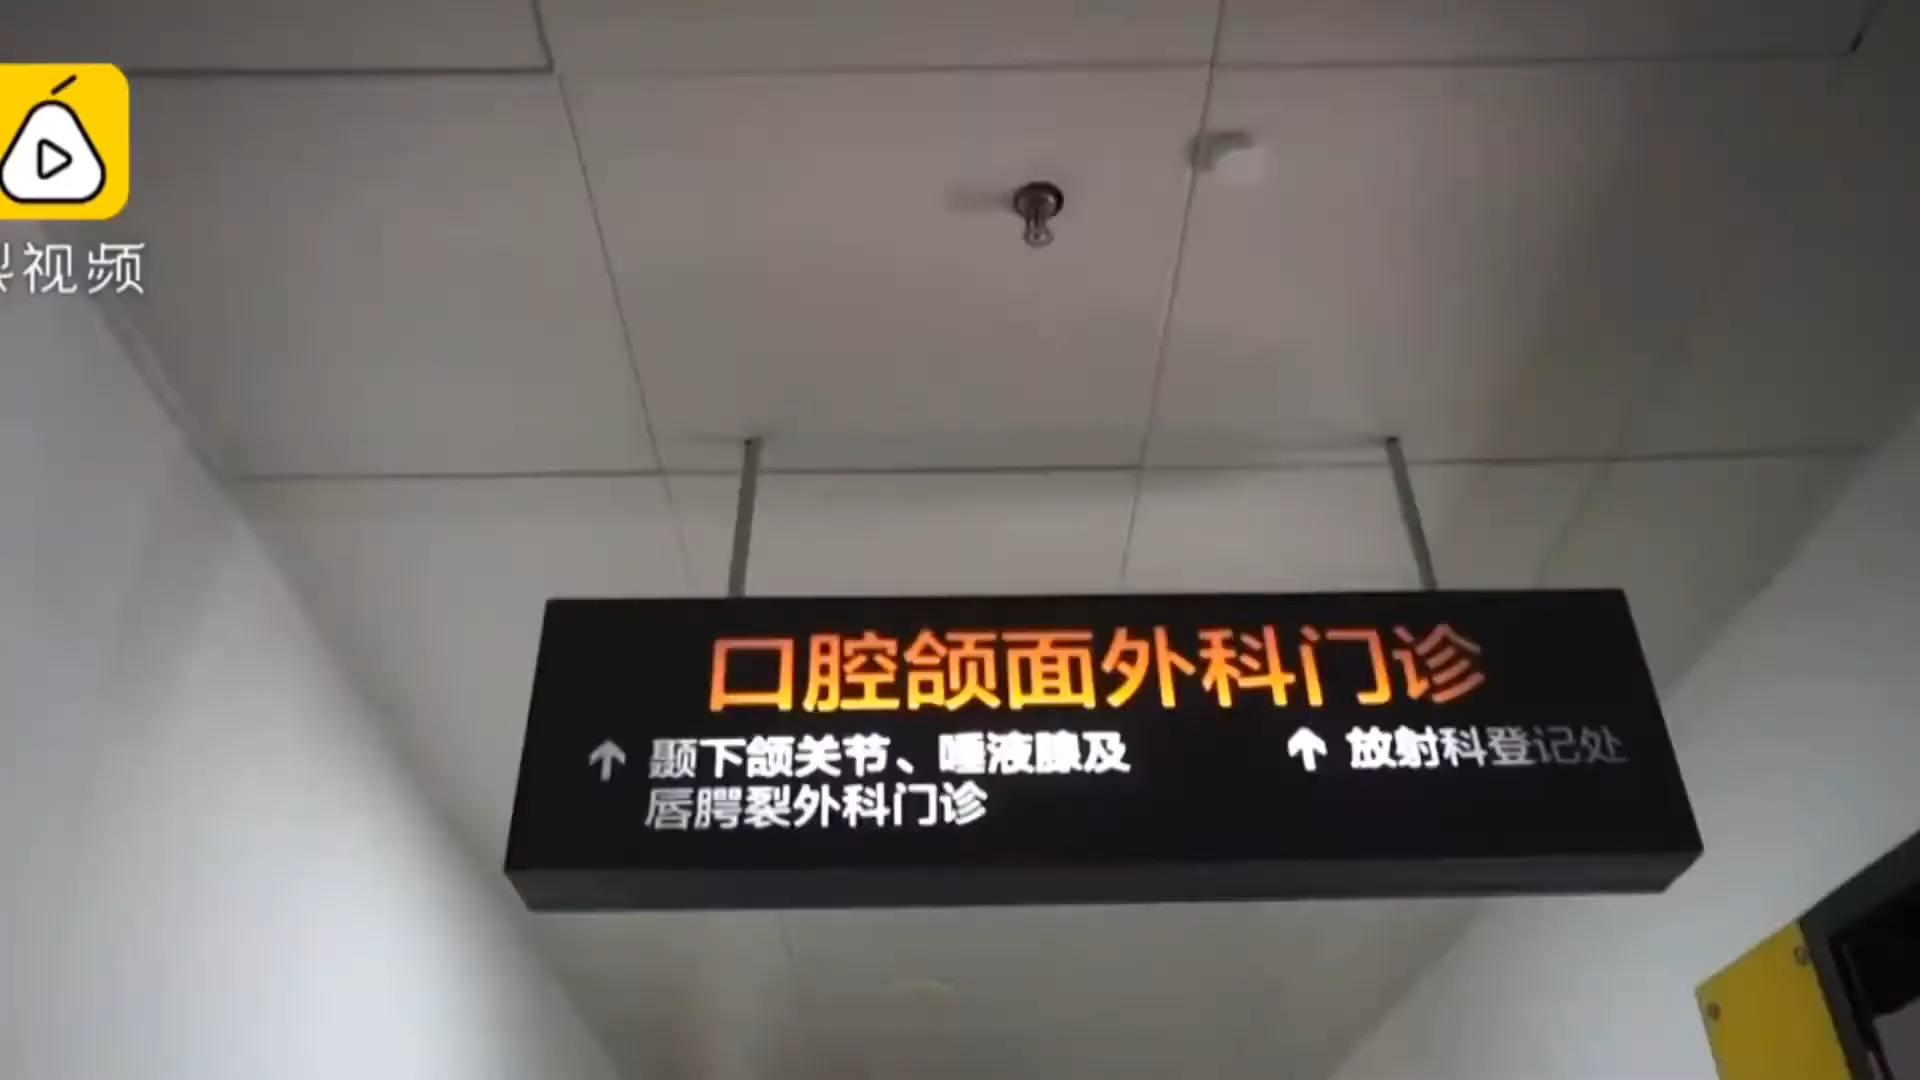 梨视频
口腔颌面外科门诊
↑ 颞下颌关节、唾液腺及
唇腭裂外科门诊
↑ 放射科登记处